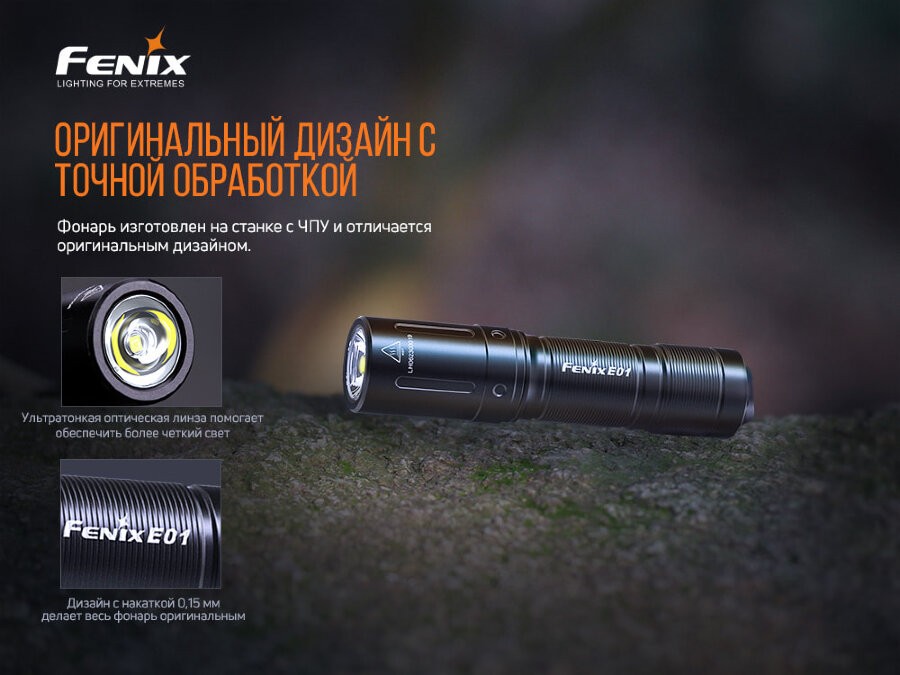 FENIX
LIGHTING FOR EXTREMES
ОРИГИНАЛЬНЫЙ ДИЗАЙН С
ТОЧНОЙ ОБРАБОТКОЙ
Фонарь изготовлен на станке с ЧПУ и отличается
оригинальным дизайном.
Ультратонкая оптическая линза помогает
обеспечить более четкий свет
FENIX E01
Дизайн с накаткой 0,15 мм
делает весь фонарь оригинальным
FENIX E01